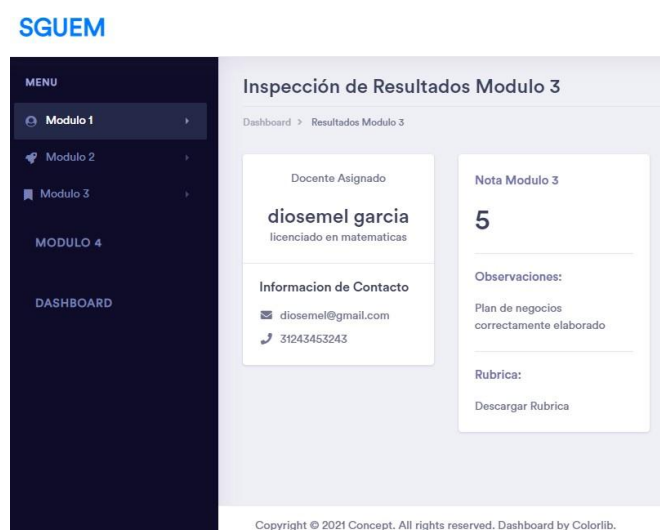 SGUEM
MENU
Modulo 1
Modulo 2
Modulo 3
MODULO 4
DASHBOARD
Inspección de Resultados Modulo 3
Dashboard > Resultados Modulo 3
Docente Asignado
diosemel garcia
licenciado en matematicas
Informacion de Contacto
diosemel@gmail.com
31243453243
Nota Modulo 3
5
Observaciones:
Plan de negocios
correctamente elaborado
Rubrica:
Descargar Rubrica
Copyright © 2021 Concept. All rights reserved. Dashboard by Colorlib.